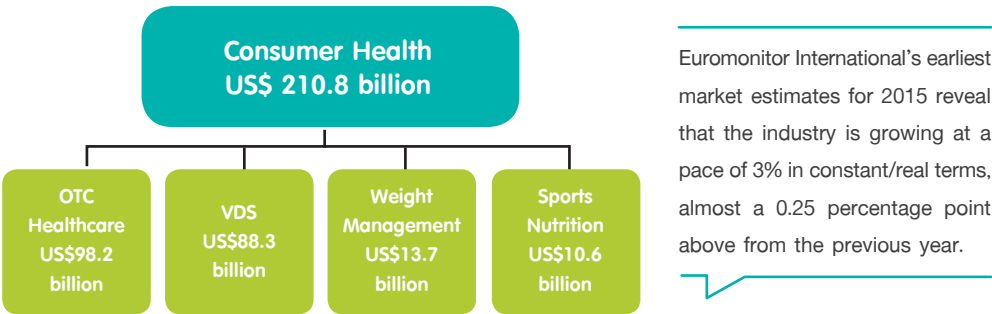 Consumer Health
US$ 210.8 billion
OTC
Healthcare
US$98.2
billion
VDS
US$88.3
billion
Weight
Management
US$13.7
billion
Sports
Nutrition
US$10.6
billion
Euromonitor International's earliest
market estimates for 2015 reveal
that the industry is growing at a
pace of 3% in constant/real terms,
almost a 0.25 percentage point
above from the previous year.